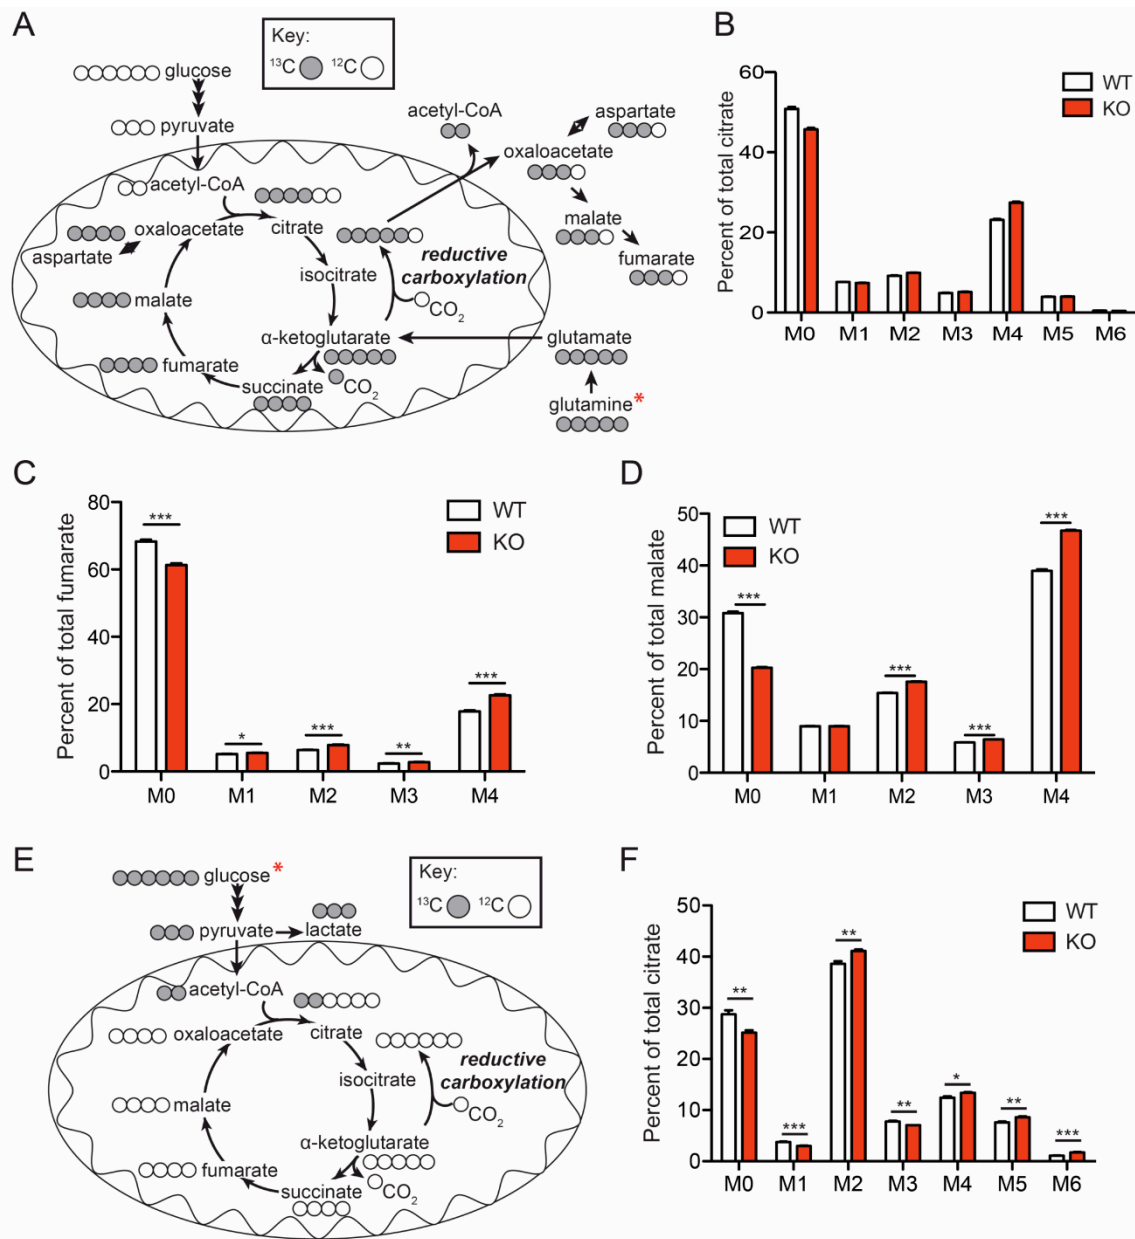 A
Key:
13C 12C
glucose
pyruvate
acetyl-CoA
oxaloacetate
aspartate
malate
fumarate
succinate
CO2
α-ketoglutarate
isocitrate
citrate
reductive
carboxylation
CO2
acetyl-CoA
aspartate
oxaloacetate
malate
fumarate
glutamate
glutamine*
B
Percent of total citrate
60
40
20
0
M0 M1 M2 M3 M4 M5 M6
WT
KO
C
Percent of total fumarate
80
60
40
20
0
*** * *** ** ***
M0 M1 M2 M3 M4
WT
KO
D
Percent of total malate
50
40
30
20
10
0
*** *** *** ***
M0 M1 M2 M3 M4
WT
KO
E
Key:
13C 12C
glucose *
pyruvate
lactate
acetyl-CoA
oxaloacetate
citrate
isocitrate
reductive
carboxylation
CO2
malate
α-ketoglutarate
fumarate
succinate
CO2
F
Percent of total citrate
50
40
30
20
10
0
** *** ** ** * ** ***
M0 M1 M2 M3 M4 M5 M6
WT
KO